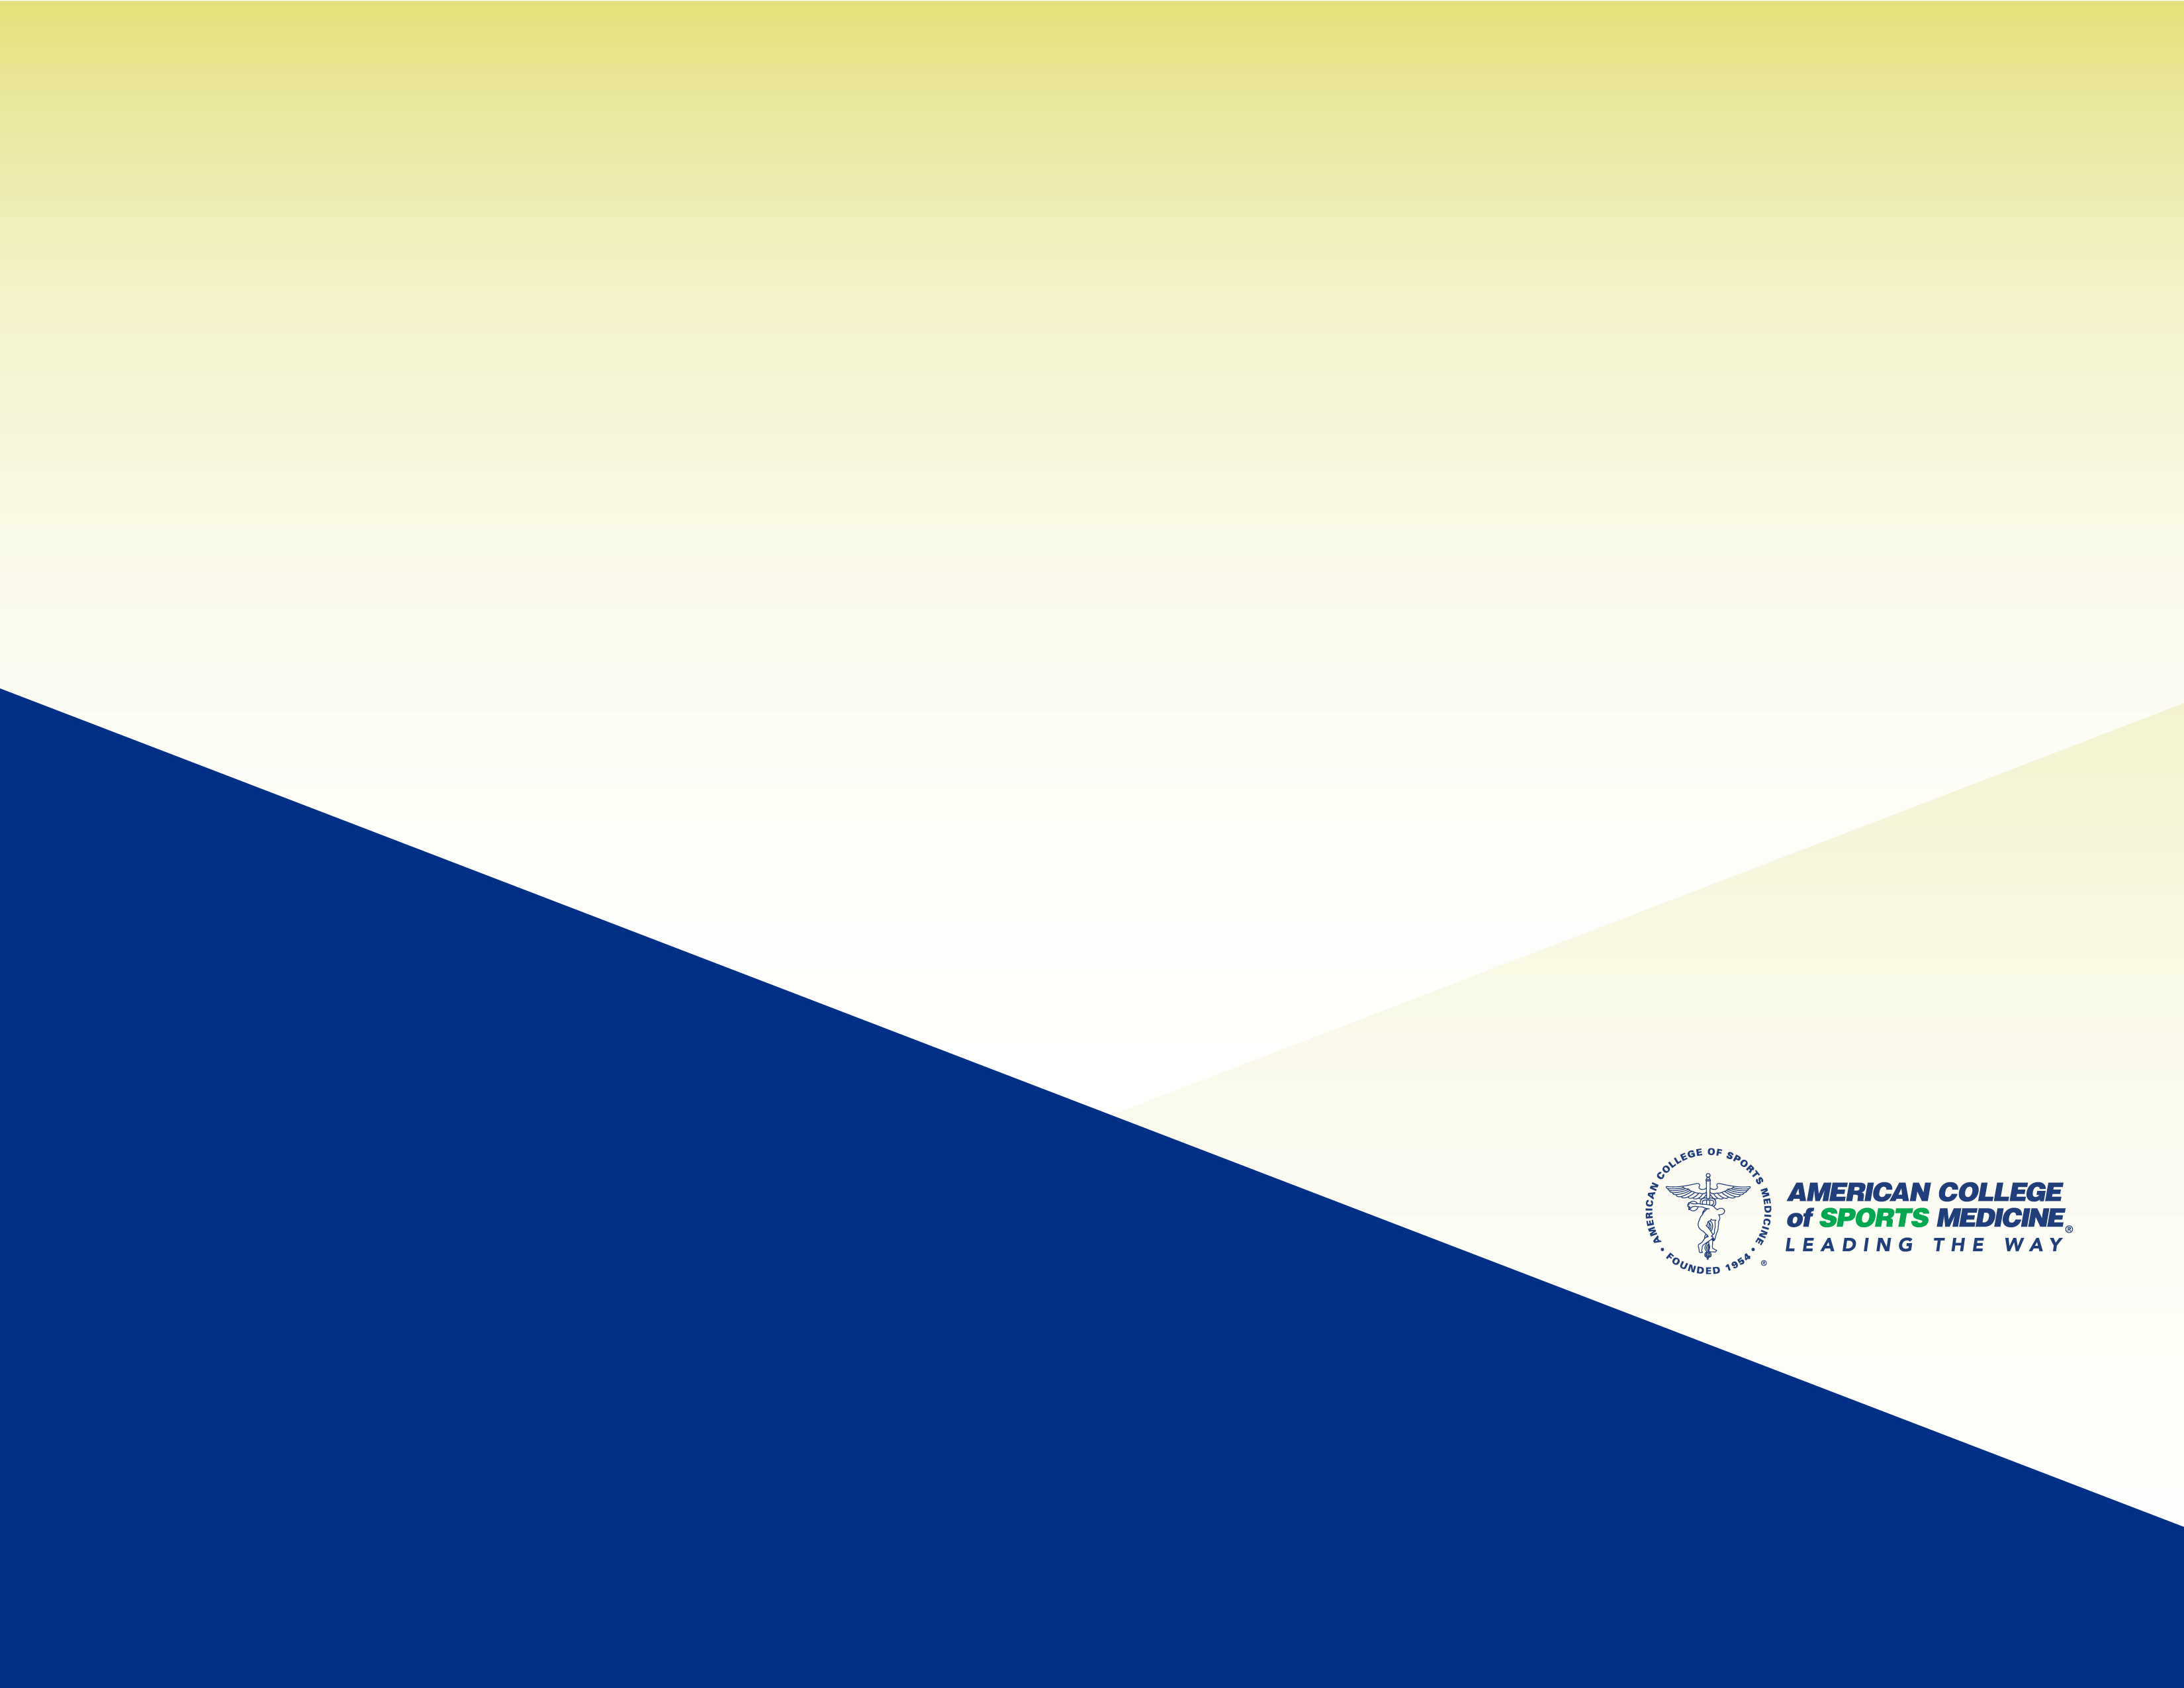 AMERICAN COLLEGE OF SPORTS MEDICINE
• FOUNDED 1954 • ®
AMERICAN COLLEGE
of SPORTS MEDICINE®
LEADING THE WAY